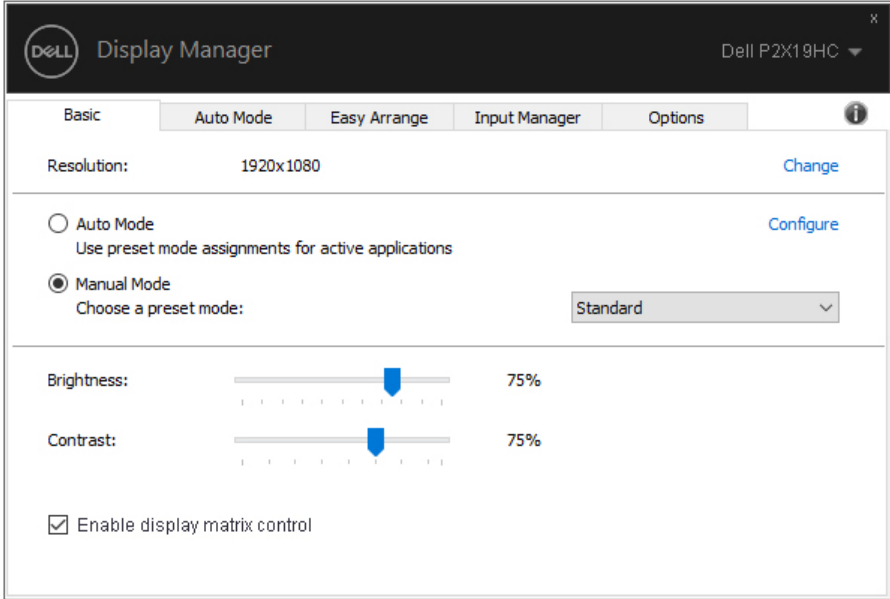 x
DELL Display Manager Dell P2X19HC
Basic Auto Mode Easy Arrange Input Manager Options i
Resolution: 1920x1080 Change
Auto Mode Configure
Use preset mode assignments for active applications
Manual Mode
Choose a preset mode: Standard
Brightness: 75%
Contrast: 75%
Enable display matrix control